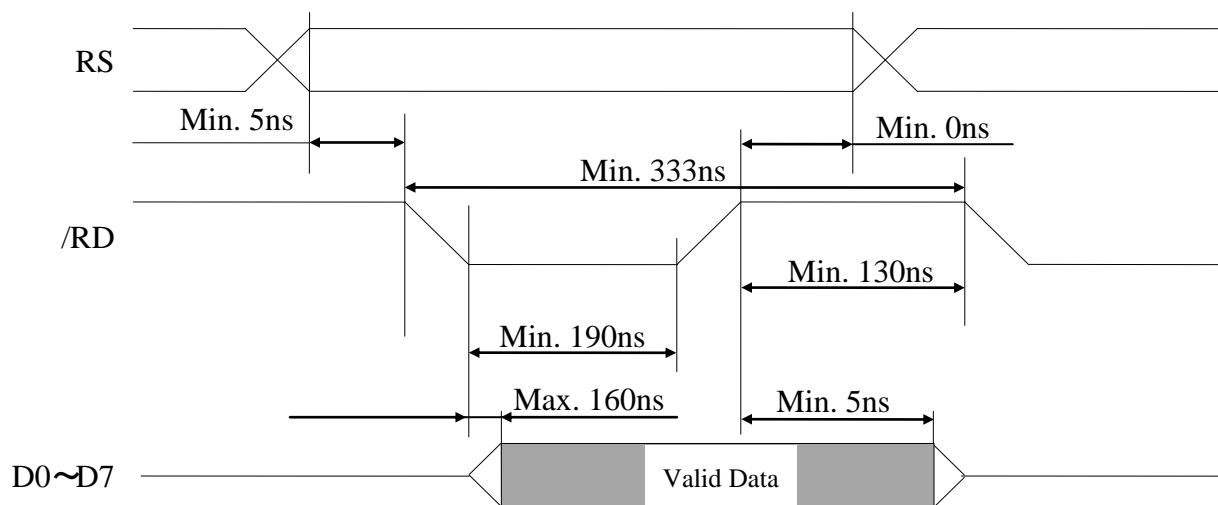 RS
Min. 5ns
Min. 0ns
Min. 333ns
/RD
Min. 130ns
Min. 190ns
Max. 160ns
Min. 5ns
D0~D7
Valid Data